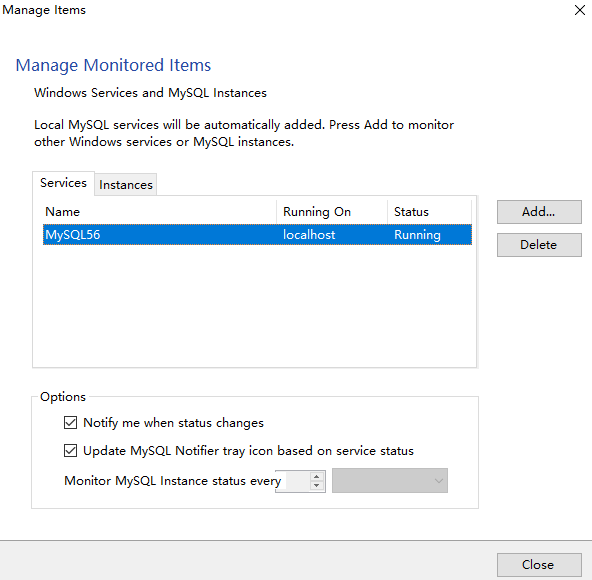 Manage Items
Manage Monitored Items
Windows Services and MySQL Instances
Local MySQL services will be automatically added. Press Add to monitor
other Windows services or MySQL instances.
Services Instances
Name Running On Status
MySQL56 localhost Running
Add...
Delete
Options
Notify me when status changes
Update MySQL Notifier tray icon based on service status
Monitor MySQL Instance status every
Close